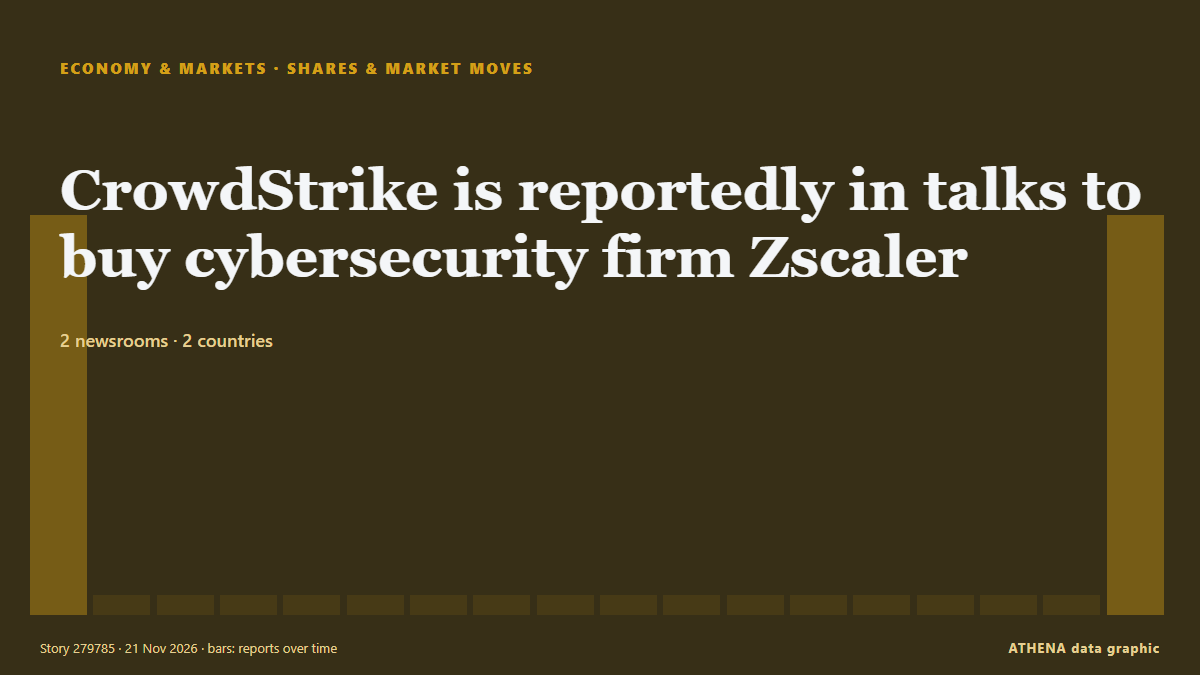 ECONOMY & MARKETS · SHARES & MARKET MOVES
CrowdStrike is reportedly in talks to
buy cybersecurity firm Zscaler
2 newsrooms · 2 countries
Story 279785 · 21 Nov 2026 · bars: reports over time
ATHENA data graphic